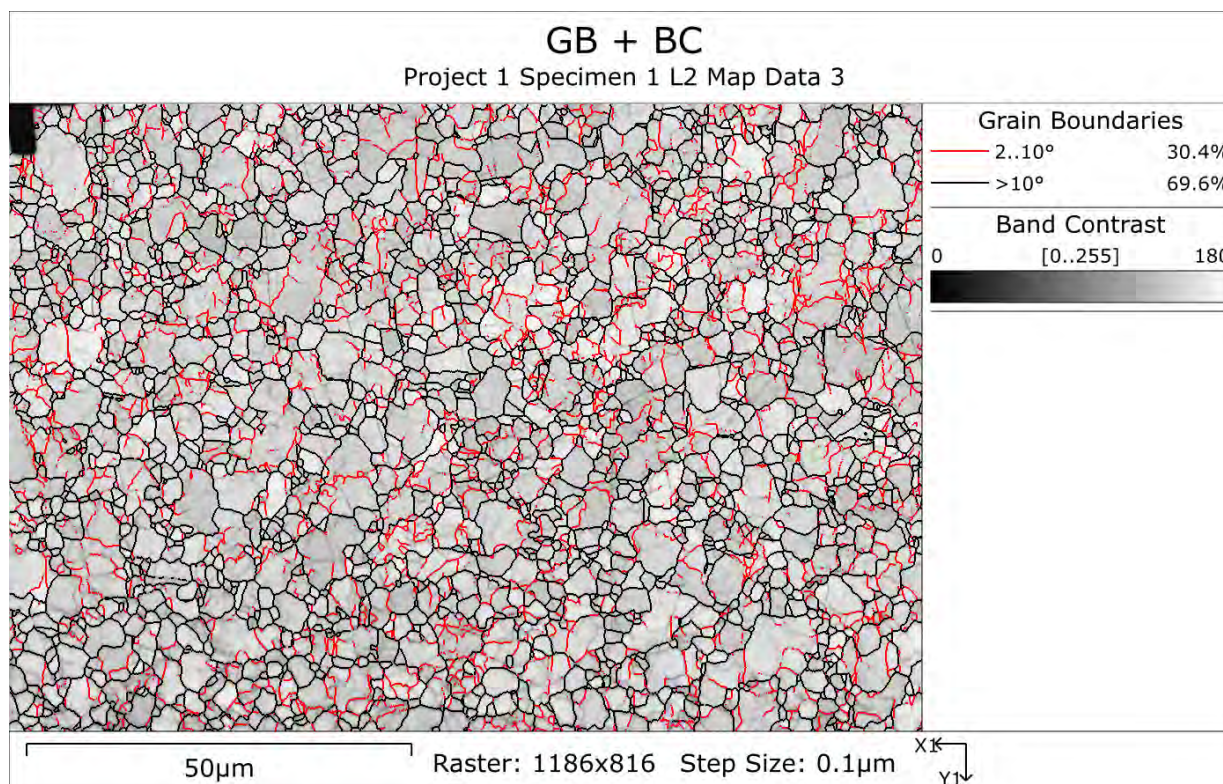 GB + BC
Project 1 Specimen 1 L2 Map Data 3
Grain Boundaries
2..10° 30.4%
>10° 69.6%
Band Contrast
0 [0..255] 180
50µm Raster: 1186x816 Step Size: 0.1µm
X1
Y1